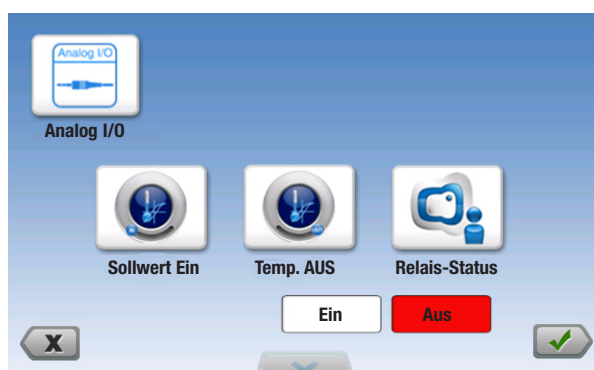 Analog I/O
Analog I/O
Sollwert Ein Temp. AUS Relais-Status
Ein Aus
X